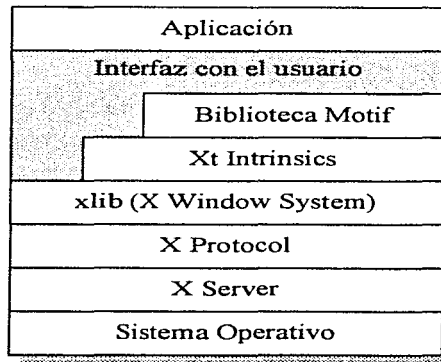 Aplicación
Interfaz con el usuario
Biblioteca Motif
Xt Intrinsics
xlib (X Window System)
X Protocol
X Server
Sistema Operativo